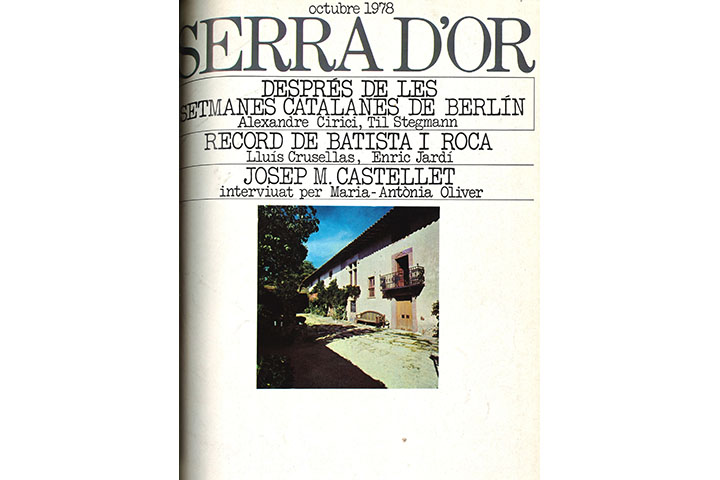 octubre 1978
SERRA D'OR
DESPRÉS DE LES
SETMANES CATALANES DE BERLÍN
Alexandre Cirici, Til Stegmann
RECORD DE BATISTA I ROCA
Lluís Crusellas, Enric Jardí
JOSEP M. CASTELLET
interviuat per Maria-Antònia Oliver